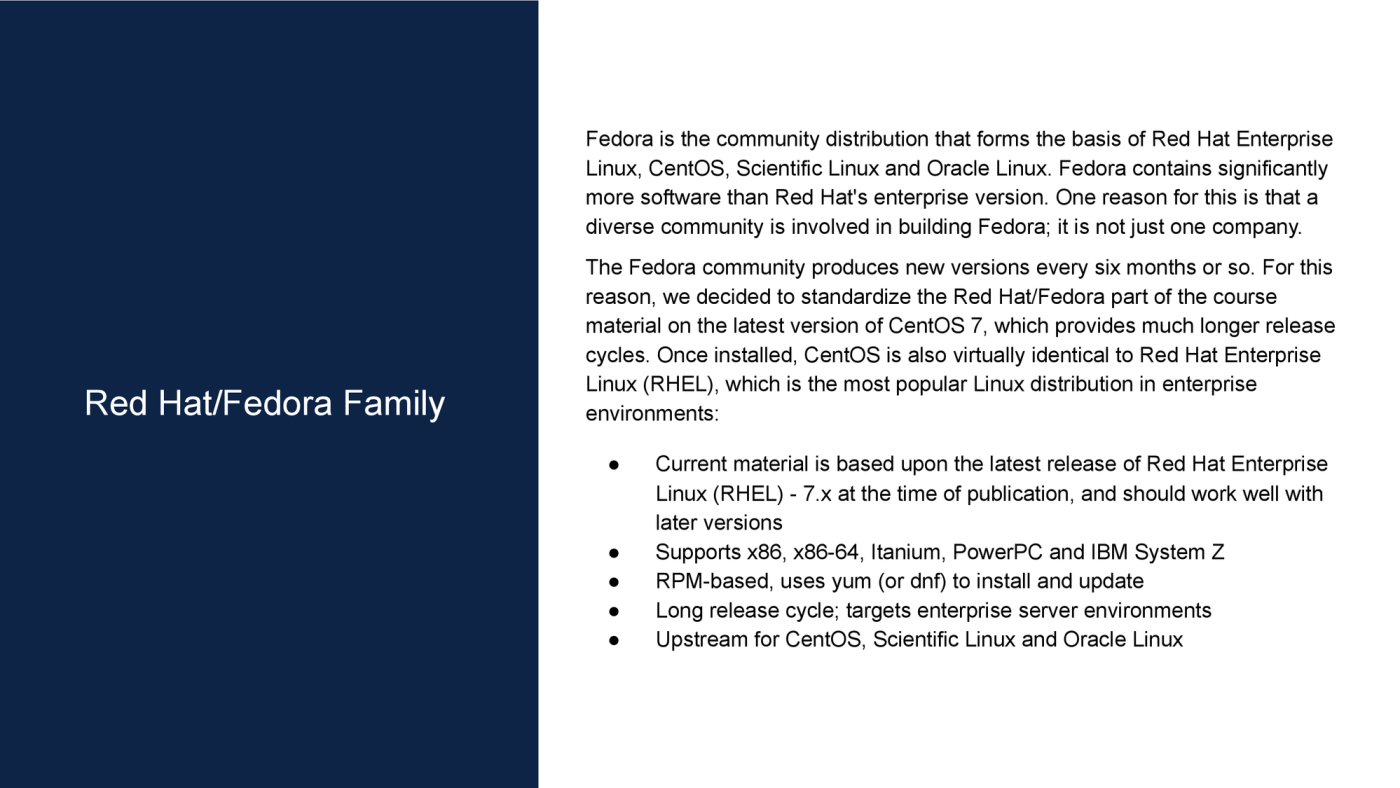 Red Hat/Fedora Family
Fedora is the community distribution that forms the basis of Red Hat Enterprise
Linux, CentOS, Scientific Linux and Oracle Linux. Fedora contains significantly
more software than Red Hat's enterprise version. One reason for this is that a
diverse community is involved in building Fedora; it is not just one company.
The Fedora community produces new versions every six months or so. For this
reason, we decided to standardize the Red Hat/Fedora part of the course
material on the latest version of CentOS 7, which provides much longer release
cycles. Once installed, CentOS is also virtually identical to Red Hat Enterprise
Linux (RHEL), which is the most popular Linux distribution in enterprise
environments:
● Current material is based upon the latest release of Red Hat Enterprise
Linux (RHEL) - 7.x at the time of publication, and should work well with
later versions
● Supports x86, x86-64, Itanium, PowerPC and IBM System Z
● RPM-based, uses yum (or dnf) to install and update
● Long release cycle; targets enterprise server environments
● Upstream for CentOS, Scientific Linux and Oracle Linux